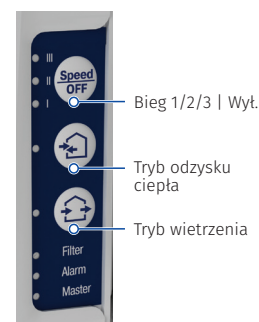 III
II
I
Speed
OFF
Bieg 1/2/3 | Wył.
Tryb odzysku
ciepła
Tryb wietrzenia
Filter
Alarm
Master